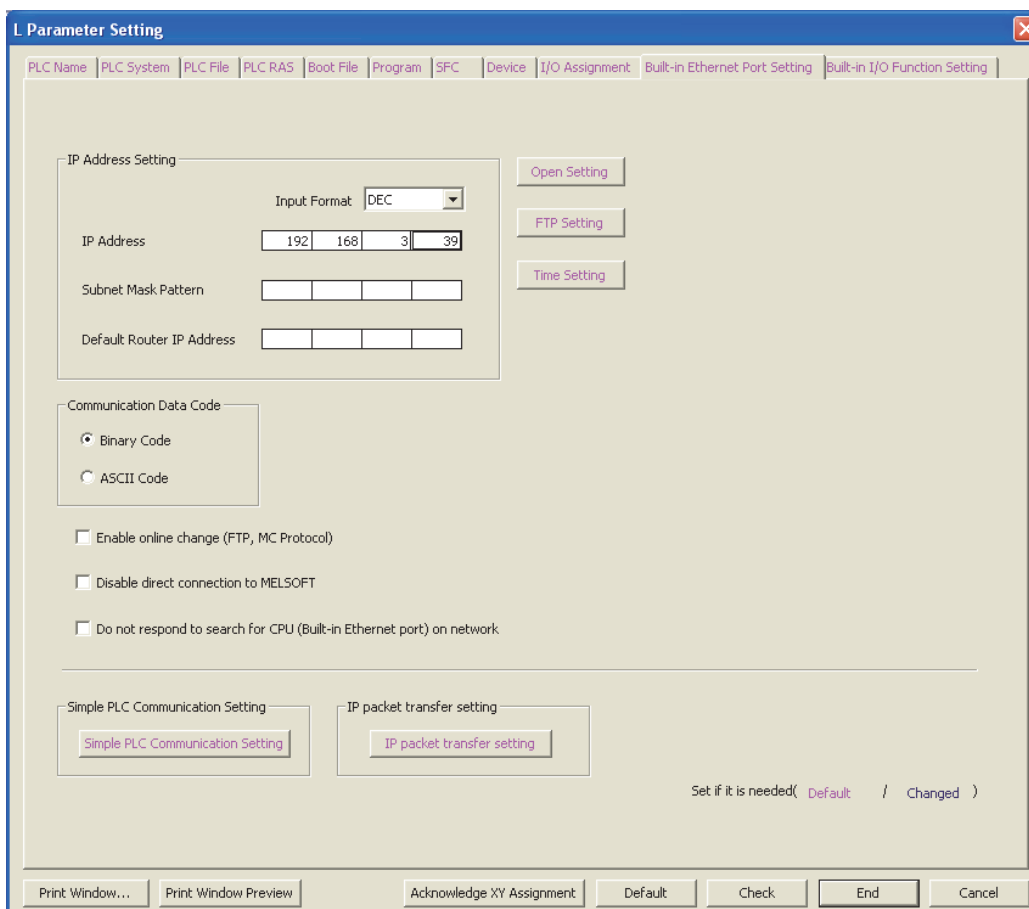 L Parameter Setting
PLC Name PLC System PLC File PLC RAS Boot File Program SFC Device I/O Assignment Built-in Ethernet Port Setting Built-in I/O Function Setting
IP Address Setting
Input Format DEC
IP Address 192 168 3 39
Subnet Mask Pattern
Default Router IP Address
Open Setting
FTP Setting
Time Setting
Communication Data Code
Binary Code
ASCII Code
Enable online change (FTP, MC Protocol)
Disable direct connection to MELSOFT
Do not respond to search for CPU (Built-in Ethernet port) on network
Simple PLC Communication Setting
Simple PLC Communication Setting
IP packet transfer setting
IP packet transfer setting
Set if it is needed( Default / Changed )
Print Window... Print Window Preview Acknowledge XY Assignment Default Check End Cancel